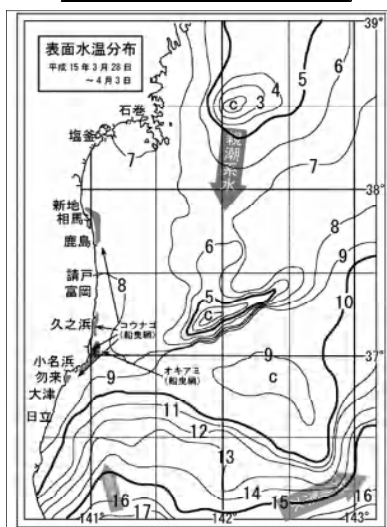 表面水温分布
平成15年3月28日
～4月3日
39°
6
5
4
3
C
石巻
塩釜
7
親潮系水
7
38°
新地
相馬
鹿島
6
8
9
請戸
富岡
8
5
C
10
久之浜
コウナゴ
(船曳網)
9
37°
小名浜
勿来
オキアミ
(船曳網)
C
大津
9
日立
11
12
13
14
16
15
16
17
141°
142°
143°